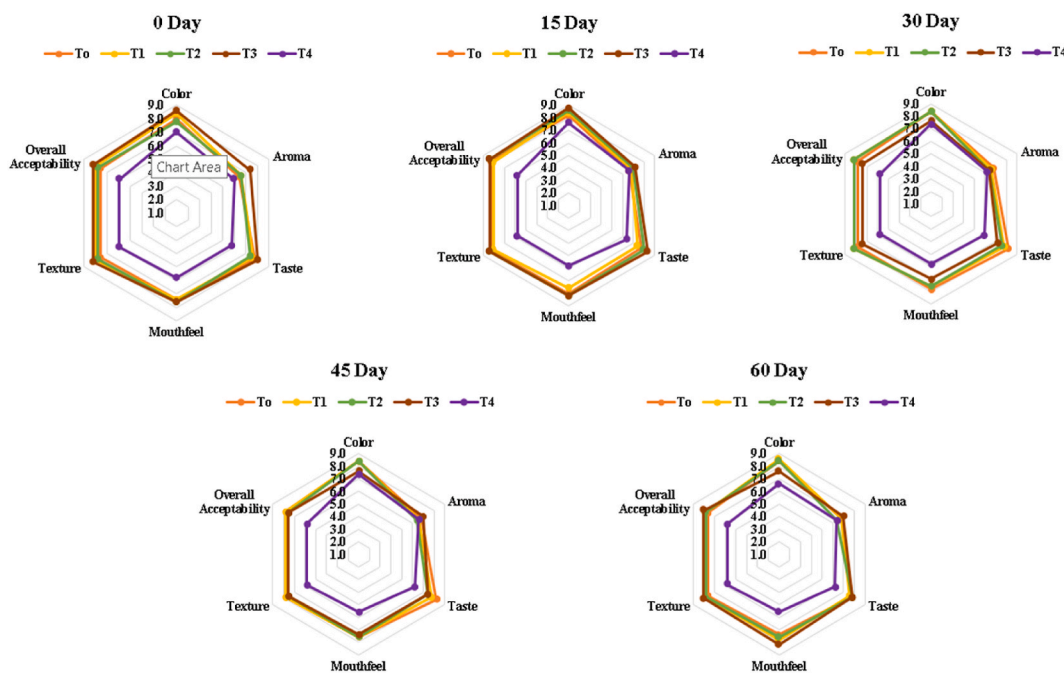 0 Day
To T1 T2 T3 T4
Color
Aroma
Taste
Mouthfeel
Texture
Overall
Acceptability
9.0
8.0
7.0
6.0
Chart Area
3.0
2.0
1.0
15 Day
To T1 T2 T3 T4
Color
Aroma
Taste
Mouthfeel
Texture
Overall
Acceptability
9.0
8.0
7.0
6.0
5.0
4.0
3.0
2.0
1.0
30 Day
To T1 T2 T3 T4
Color
Aroma
Taste
Mouthfeel
Texture
Overall
Acceptability
9.0
8.0
7.0
6.0
5.0
4.0
3.0
2.0
1.0
45 Day
To T1 T2 T3 T4
Color
Aroma
Taste
Mouthfeel
Texture
Overall
Acceptability
9.0
8.0
7.0
6.0
5.0
4.0
3.0
2.0
1.0
60 Day
To T1 T2 T3 T4
Color
Aroma
Taste
Mouthfeel
Texture
Overall
Acceptability
9.0
8.0
7.0
6.0
5.0
4.0
3.0
2.0
1.0